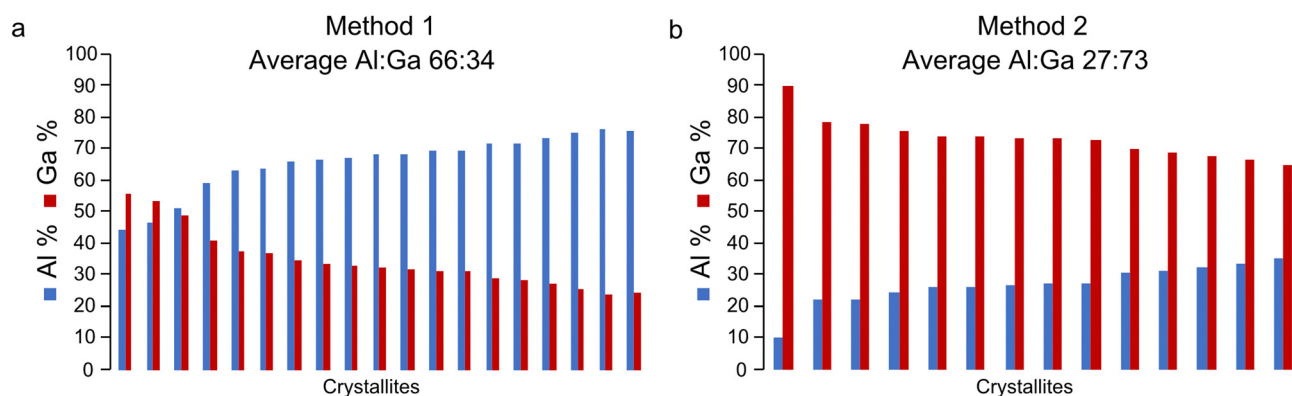 a
Method 1
Average Al:Ga 66:34
100
90
80
70
60
50
40
30
20
10
0
Al % Ga %
Crystallites
b
Method 2
Average Al:Ga 27:73
100
90
80
70
60
50
40
30
20
10
0
Al % Ga %
Crystallites